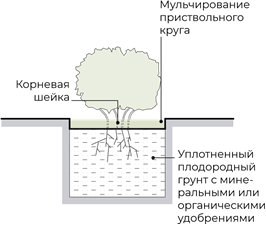 Мульчирование
приствольного
круга
Корневая
шейка
Уплотненный
плодородный
грунт с мине-
ральными или
органическими
удобрениями